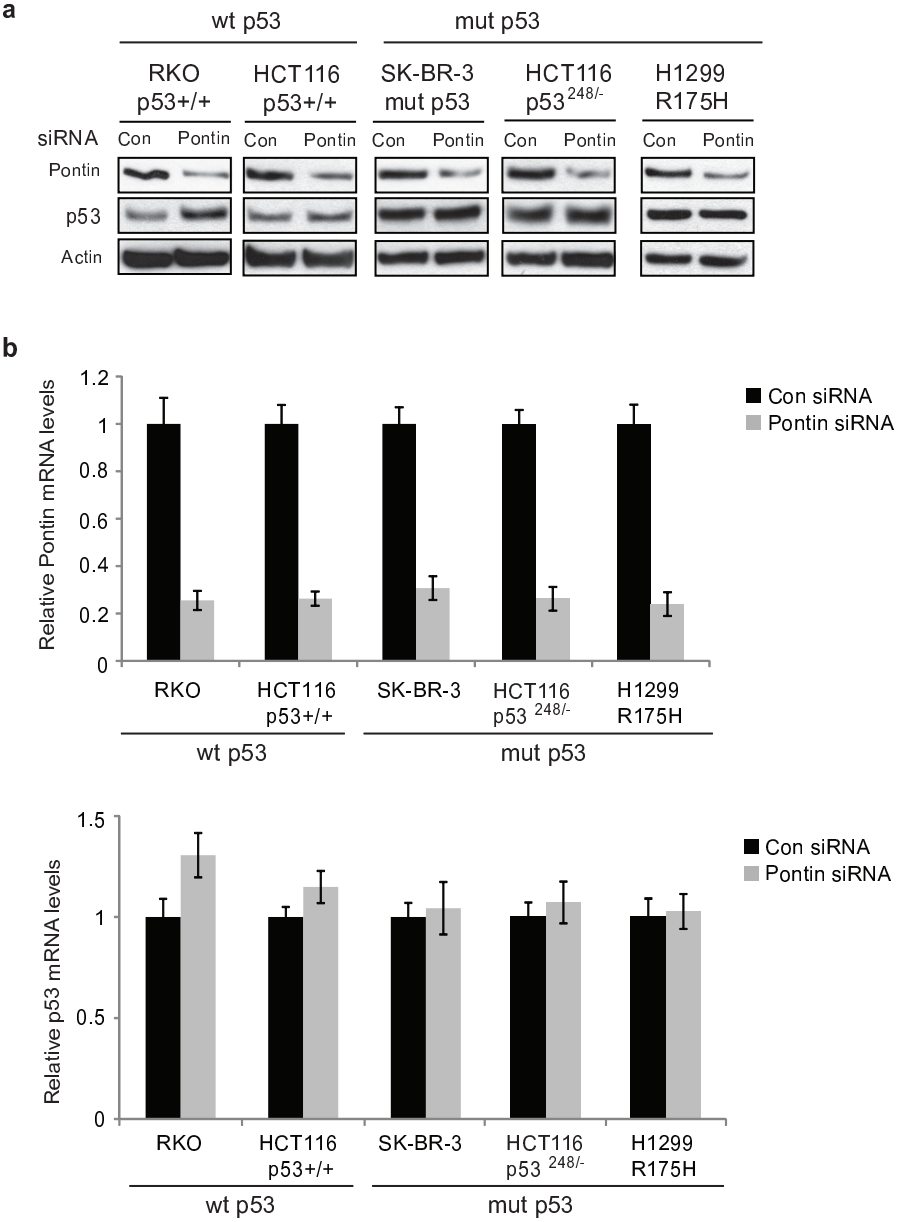 a
wt p53 mut p53
RKO HCT116 SK-BR-3 HCT116 H1299
p53+/+ p53+/+ mut p53 p53 248/- R175H
siRNA Con Pontin Con Pontin Con Pontin Con Pontin Con Pontin
Pontin
p53
Actin
b
Relative Pontin mRNA levels
1.2
1
0.8
0.6
0.4
0.2
0
Con siRNA
Pontin siRNA
RKO HCT116 SK-BR-3 HCT116 H1299
p53+/+ p53 248/- R175H
wt p53 mut p53
Relative p53 mRNA levels
1.5
1
0.5
0
Con siRNA
Pontin siRNA
RKO HCT116 SK-BR-3 HCT116 H1299
p53+/+ p53 248/- R175H
wt p53 mut p53